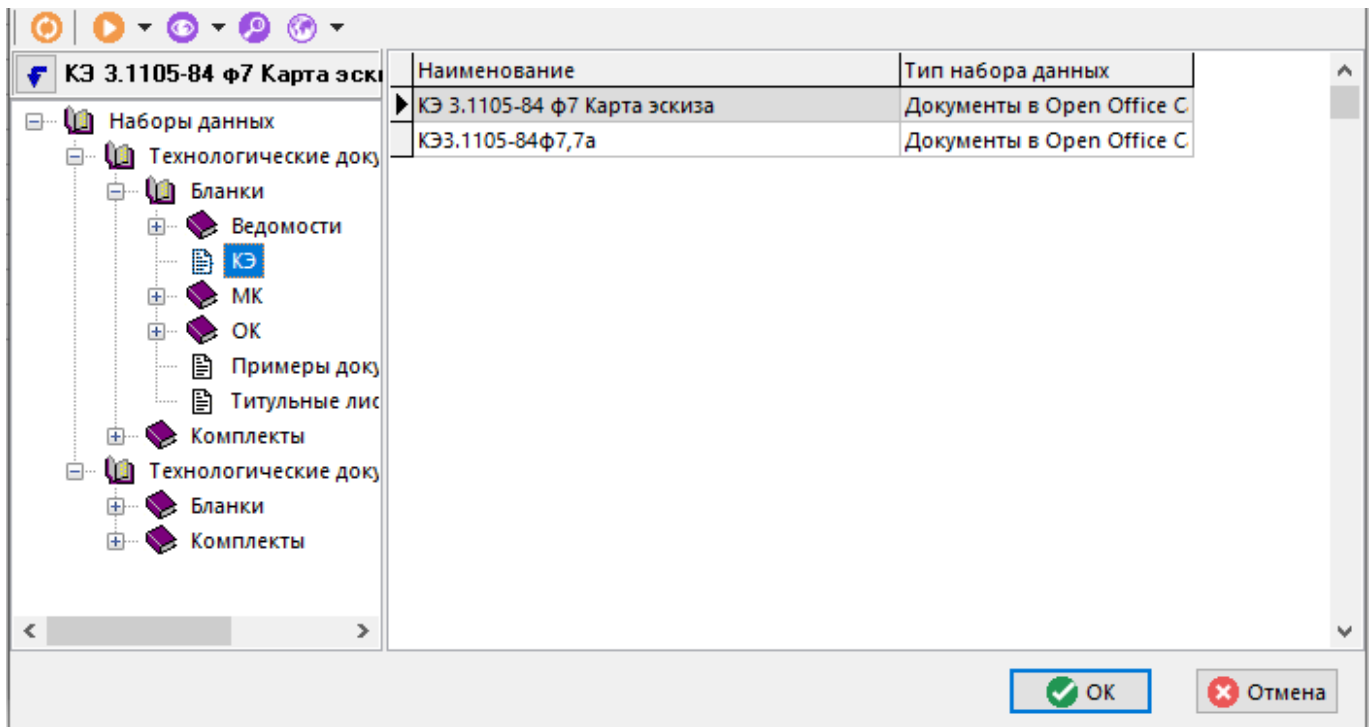 КЭ 3.1105-84 ф7 Карта эски
Наименование
Тип набора данных
КЭ 3.1105-84 ф7 Карта эскиза
Документы в Open Office C
КЭ3.1105-84ф7,7а
Документы в Open Office C
Наборы данных
Технологические доку
Бланки
Ведомости
КЭ
МК
ОК
Примеры доку
Титульные лис
Комплекты
Технологические доку
Бланки
Комплекты
ОК
Отмена